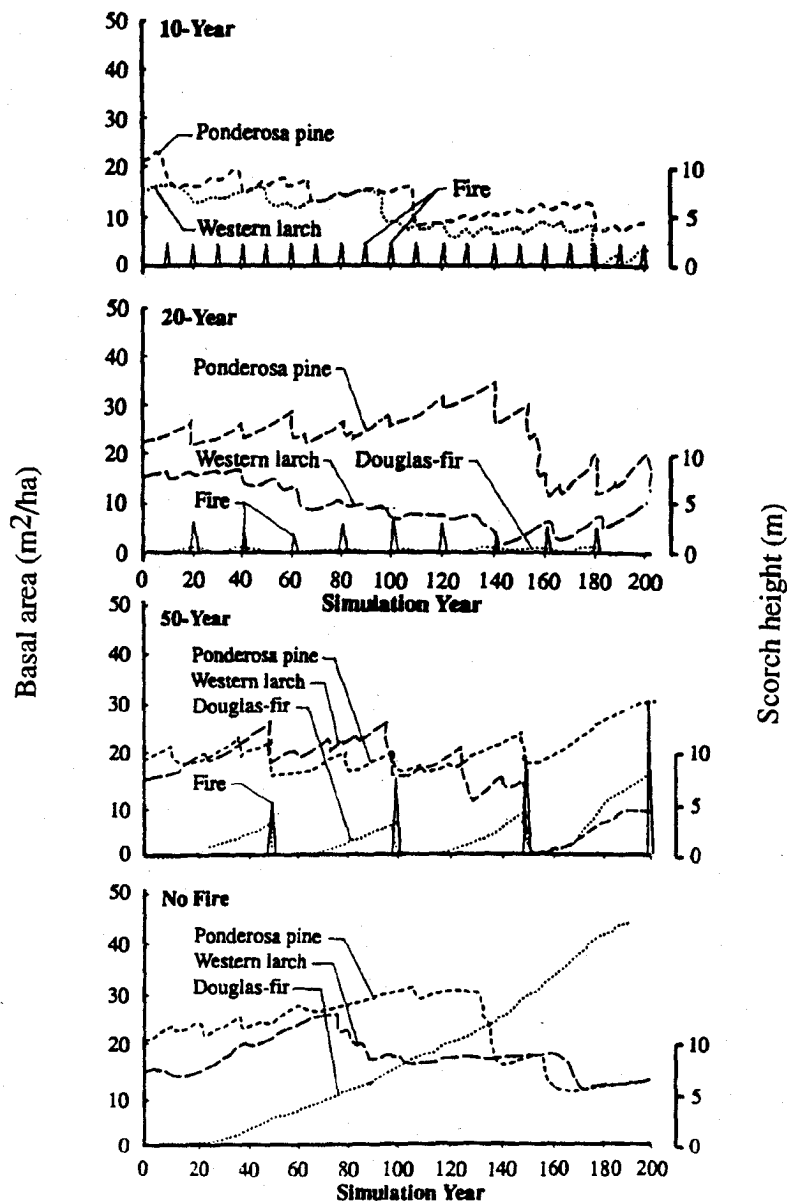 Basal area (m2/ha)
Scorch height (m)
10-Year
50
40
30
20
10
0
Ponderosa pine
Western larch
Fire
10
5
0
20-Year
50
40
30
20
10
0
Ponderosa pine
Western larch
Douglas-fir
Fire
10
5
0
0 20 40 60 80 100 120 140 160 180 200
Simulation Year
50-Year
50
40
30
20
10
0
Ponderosa pine
Western larch
Douglas-fir
Fire
10
5
0
No Fire
50
40
30
20
10
0
Ponderosa pine
Western larch
Douglas-fir
10
5
0
0 20 40 60 80 100 120 140 160 180 200
Simulation Year